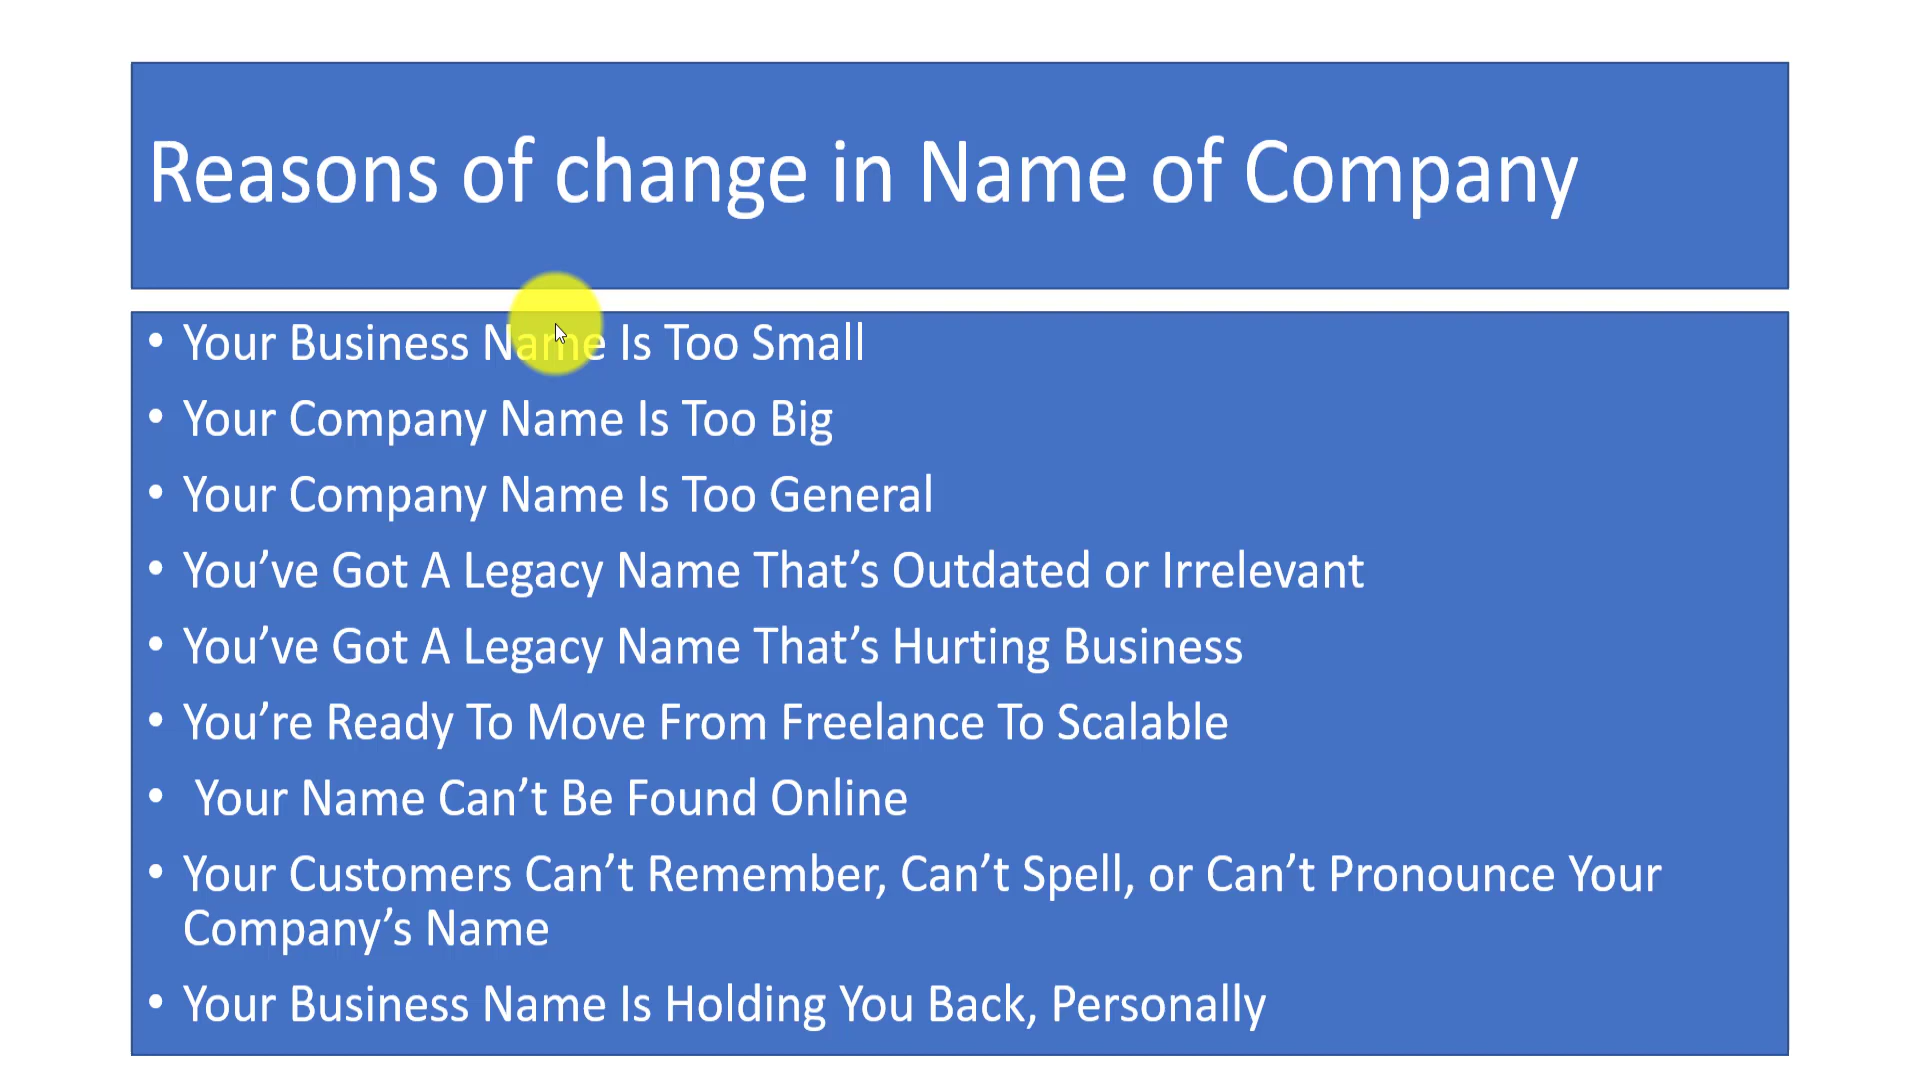 Reasons of change in Name of Company
• Your Business Name Is Too Small
• Your Company Name Is Too Big
• Your Company Name Is Too General
• You’ve Got A Legacy Name That’s Outdated or Irrelevant
• You’ve Got A Legacy Name That’s Hurting Business
• You’re Ready To Move From Freelance To Scalable
• Your Name Can’t Be Found Online
• Your Customers Can’t Remember, Can’t Spell, or Can’t Pronounce Your
Company’s Name
• Your Business Name Is Holding You Back, Personally